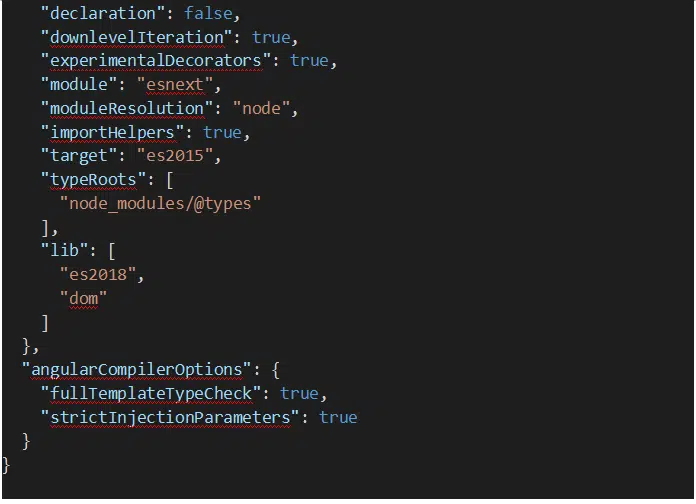 "declaration": false,
"downlevelIteration": true,
"experimentalDecorators": true,
"module": "esnext",
"moduleResolution": "node",
"importHelpers": true,
"target": "es2015",
"typeRoots": [
"node_modules/@types"
],
"lib": [
"es2018",
"dom"
]
},
"angularCompilerOptions": {
"fullTemplateTypeCheck": true,
"strictInjectionParameters": true
}
}